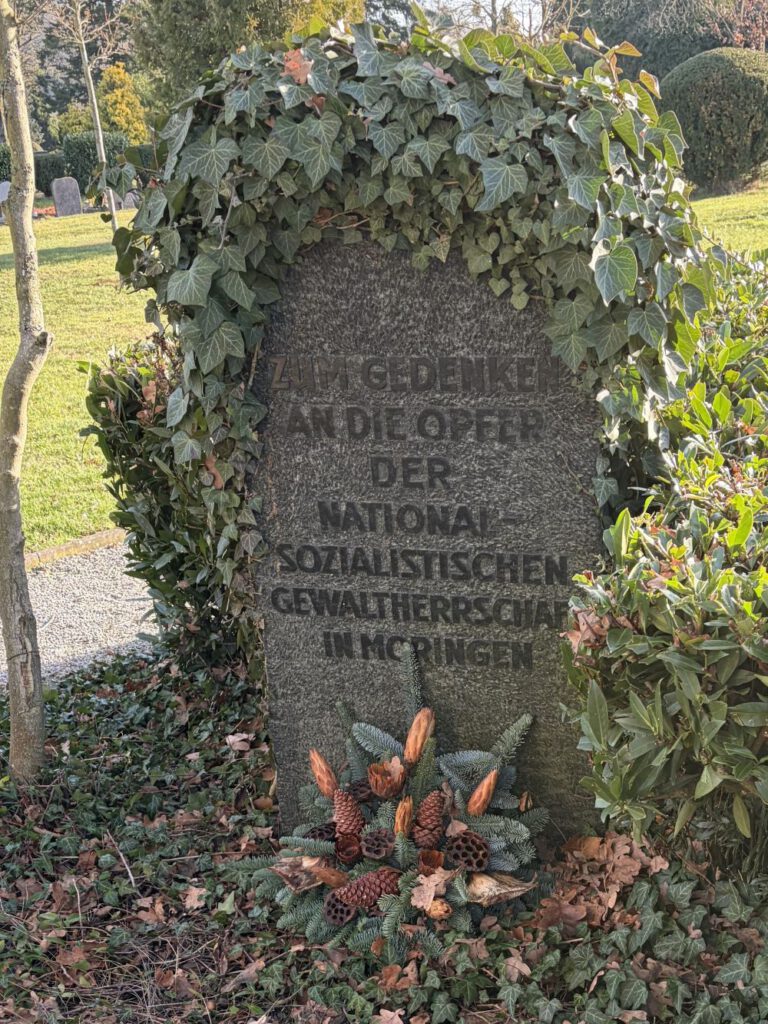 ZUM GEDENKEN
AN DIE OPFER
DER
NATIONAL-
SOZIALISTISCHEN
GEWALTHERRSCHAFT
IN MORINGEN